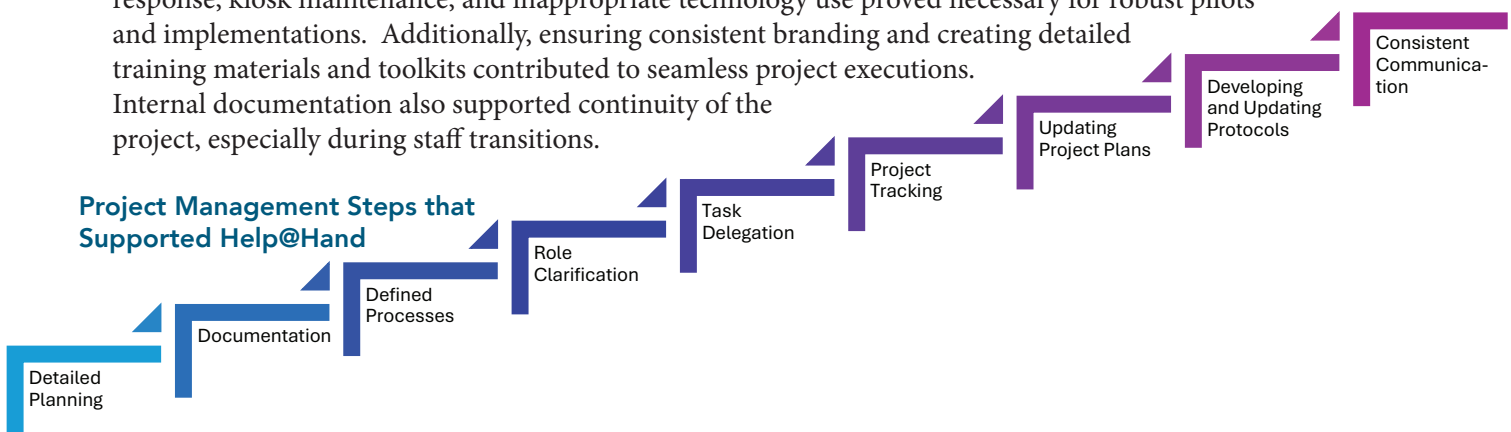 response, kiosk maintenance, and inappropriate technology use proved necessary for robust pilots
and implementations.  Additionally, ensuring consistent branding and creating detailed
training materials and toolkits contributed to seamless project executions.
Internal documentation also supported continuity of the
project, especially during staff transitions.
Project Management Steps that
Supported Help@Hand
Detailed
Planning
Documentation
Defined
Processes
Role
Clarification
Task
Delegation
Project
Tracking
Updating
Project Plans
Developing
and Updating
Protocols
Consistent
Communica-
tion